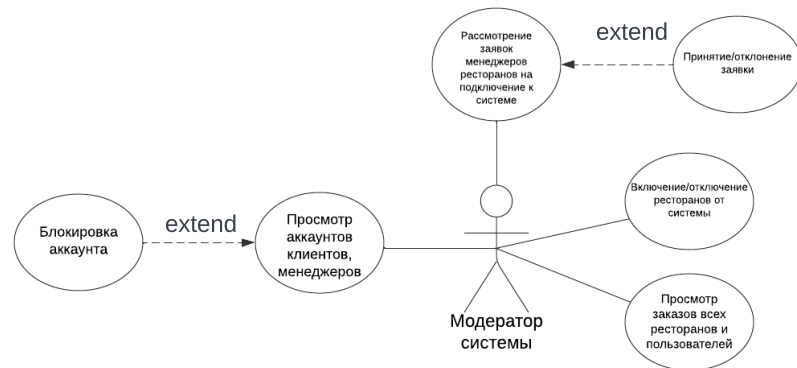 Рассмотрение
заявок
менеджеров
ресторанов на
подключение к
системе
extend
Принятие/отклонение
заявки
Включение/отключение
ресторанов от
системы
Блокировка
аккаунта
extend
Просмотр
аккаунтов
клиентов,
менеджеров
Просмотр
заказов всех
ресторанов и
пользователей
Модератор
системы